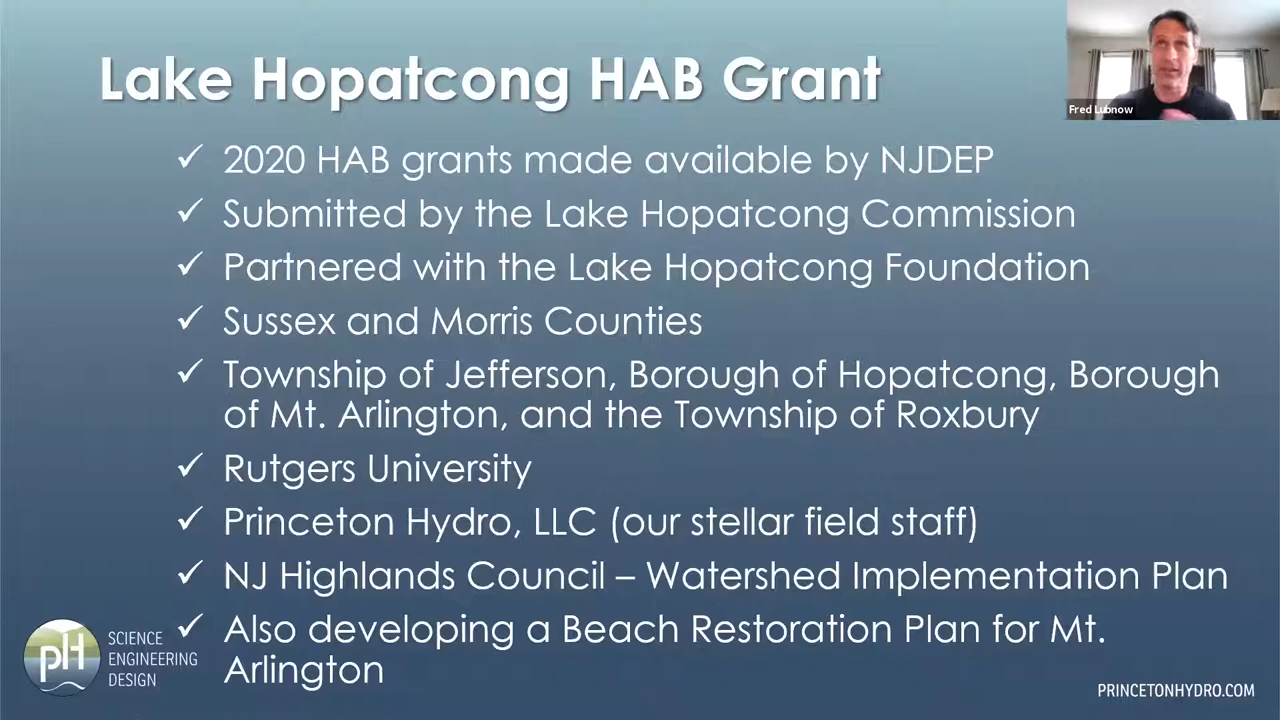 Lake Hopatcong HAB Grant
Fred Lubnow
✓ 2020 HAB grants made available by NJDEP
✓ Submitted by the Lake Hopatcong Commission
✓ Partnered with the Lake Hopatcong Foundation
✓ Sussex and Morris Counties
✓ Township of Jefferson, Borough of Hopatcong, Borough
of Mt. Arlington, and the Township of Roxbury
✓ Rutgers University
✓ Princeton Hydro, LLC (our stellar field staff)
✓ NJ Highlands Council – Watershed Implementation Plan
✓ Also developing a Beach Restoration Plan for Mt.
Arlington
pH
SCIENCE
ENGINEERING
DESIGN
PRINCETONHYDRO.COM